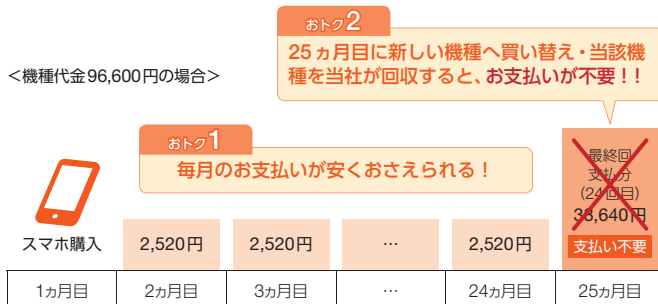 おトク2
25ヵ月目に新しい機種へ買い替え・当該機
種を当社が回収すると、お支払いが不要！！
＜機種代金96,600円の場合＞
おトク1
毎月のお支払いが安くおさえられる！
最終回
支払分
(24回目)
38,640円
スマホ購入 2,520円 2,520円 … 2,520円 支払い不要
1ヵ月目 2ヵ月目 3ヵ月目 … 24ヵ月目 25ヵ月目